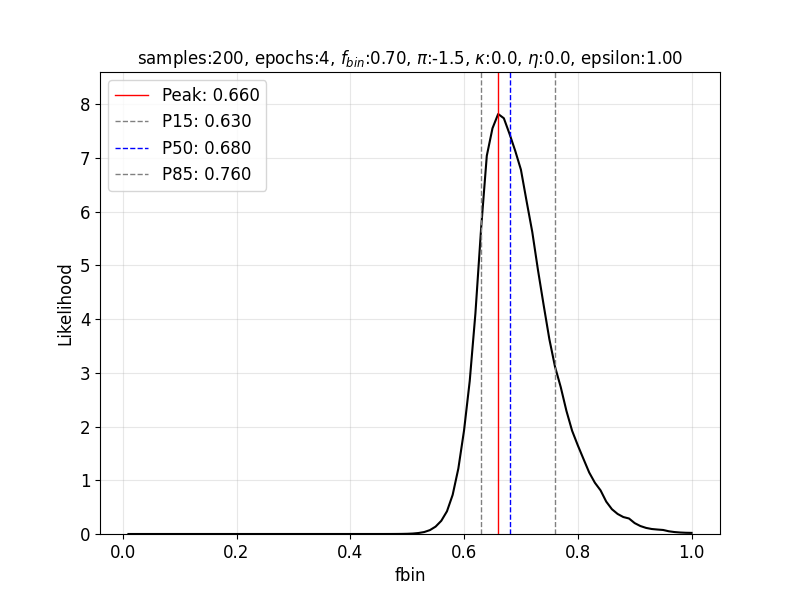 samples:200, epochs:4, f_bin:0.70, π:-1.5, κ:0.0, η:0.0, epsilon:1.00
Peak: 0.660
P15: 0.630
P50: 0.680
P85: 0.760
8
7
6
5
4
3
2
1
0
Likelihood
0.0 0.2 0.4 0.6 0.8 1.0
fbin